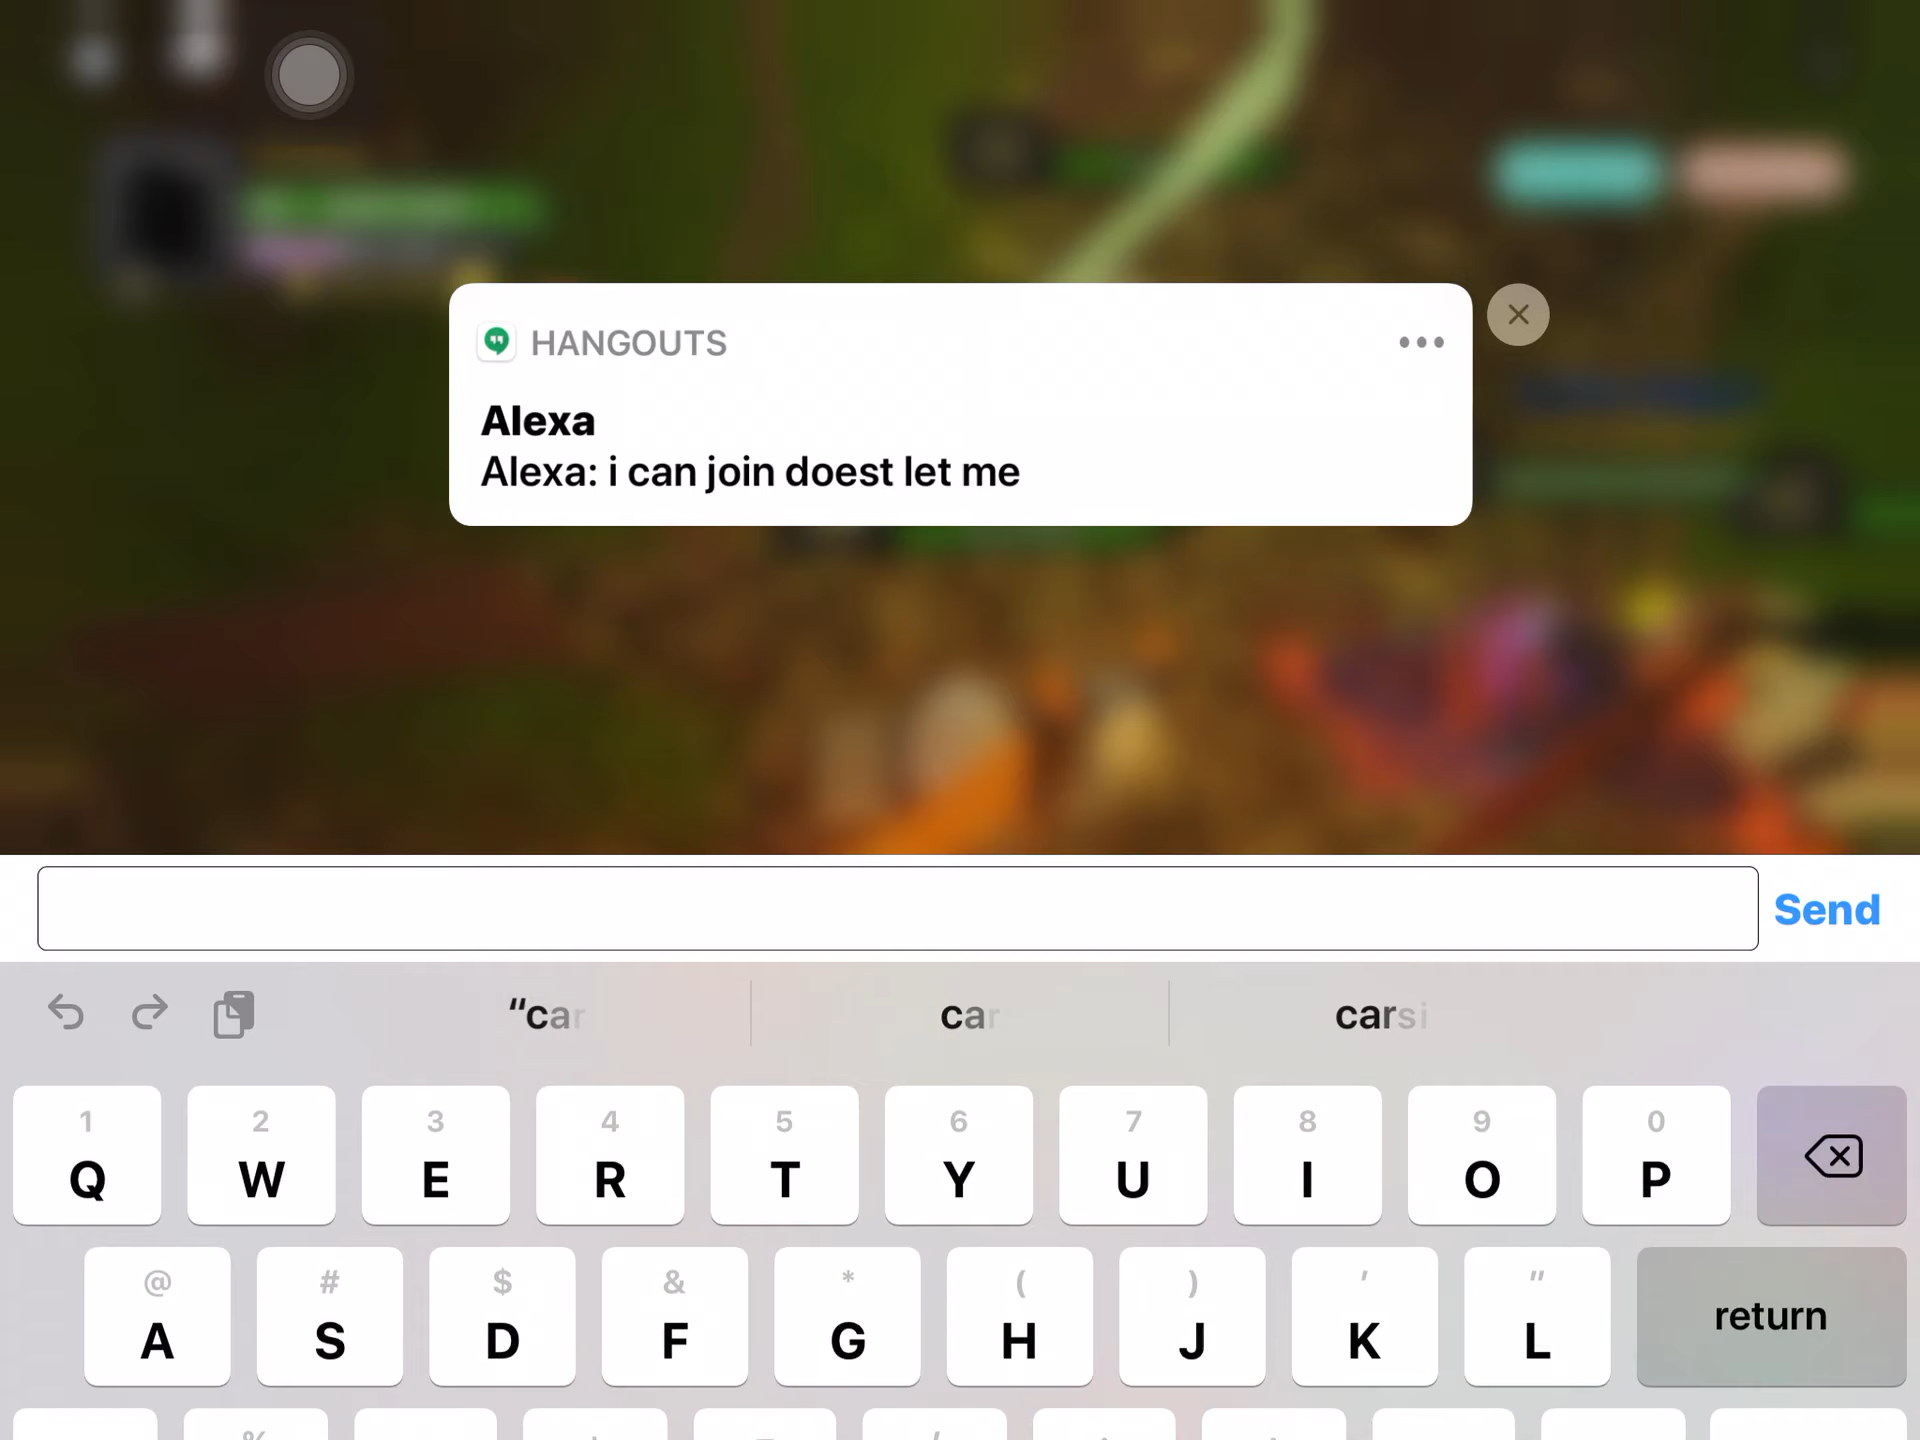 HANGOUTS
Alexa
Alexa: i can join doest let me
Send
“car car carsi
1 2 3 4 5 6 7 8 9 0
Q W E R T Y U I O P
@ # $ & * ( ) ' "
A S D F G H J K L return
%